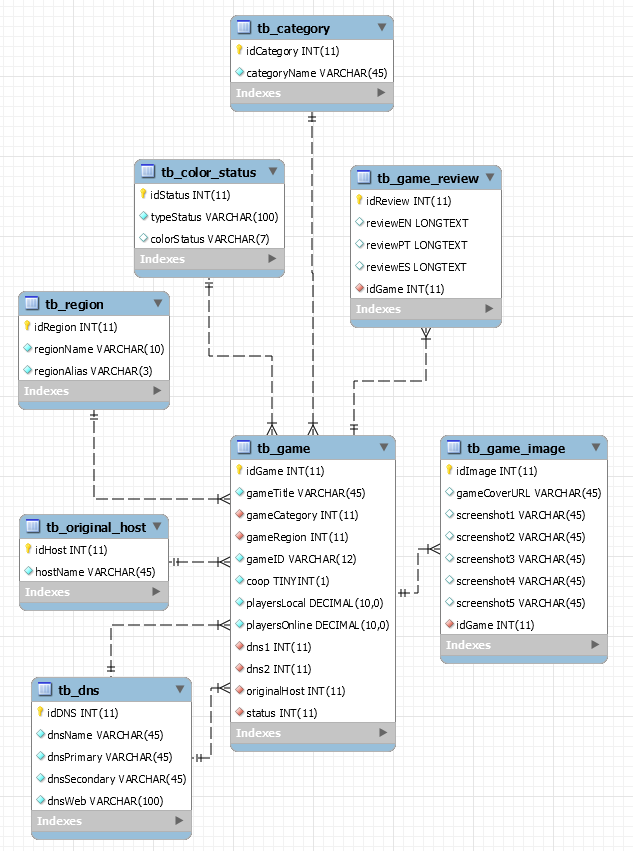 tb_category
idCategory INT(11)
categoryName VARCHAR(45)
Indexes
tb_color_status
idStatus INT(11)
typeStatus VARCHAR(100)
colorStatus VARCHAR(7)
Indexes
tb_game_review
idReview INT(11)
reviewEN LONGTEXT
reviewPT LONGTEXT
reviewES LONGTEXT
idGame INT(11)
Indexes
tb_region
idRegion INT(11)
regionName VARCHAR(10)
regionAlias VARCHAR(3)
Indexes
tb_game
idGame INT(11)
gameTitle VARCHAR(45)
gameCategory INT(11)
gameRegion INT(11)
gameID VARCHAR(12)
coop TINYINT(1)
playersLocal DECIMAL(10,0)
playersOnline DECIMAL(10,0)
dns1 INT(11)
dns2 INT(11)
originalHost INT(11)
status INT(11)
Indexes
tb_game_image
idImage INT(11)
gameCoverURL VARCHAR(45)
screenshot1 VARCHAR(45)
screenshot2 VARCHAR(45)
screenshot3 VARCHAR(45)
screenshot4 VARCHAR(45)
screenshot5 VARCHAR(45)
idGame INT(11)
Indexes
tb_original_host
idHost INT(11)
hostName VARCHAR(45)
Indexes
tb_dns
idDNS INT(11)
dnsName VARCHAR(45)
dnsPrimary VARCHAR(45)
dnsSecondary VARCHAR(45)
dnsWeb VARCHAR(100)
Indexes